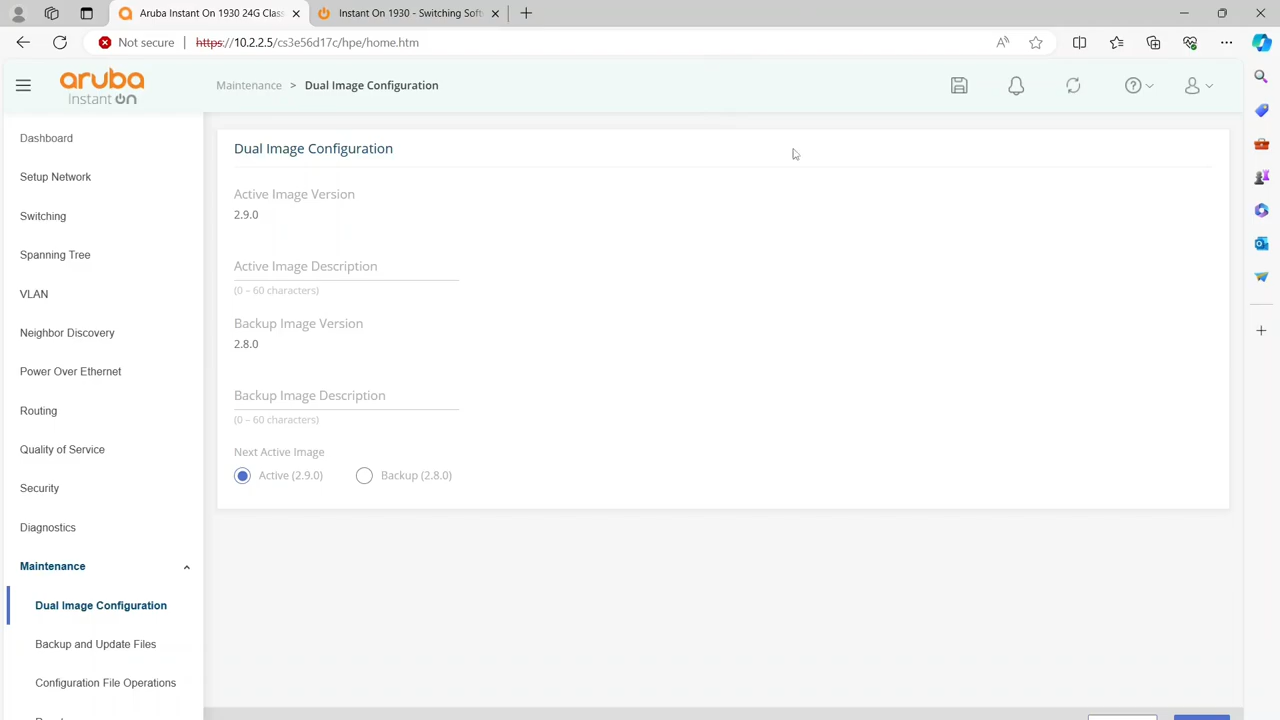 Aruba Instant On 1930 24G Class
Instant On 1930 - Switching Soft
Not secure
https://10.2.2.5/cs3e56d17c/hpe/home.htm
aruba
instant on
Maintenance > Dual Image Configuration
Dashboard
Setup Network
Switching
Spanning Tree
VLAN
Neighbor Discovery
Power Over Ethernet
Routing
Quality of Service
Security
Diagnostics
Maintenance
Dual Image Configuration
Backup and Update Files
Configuration File Operations
Dual Image Configuration
Active Image Version
2.9.0
Active Image Description
(0 – 60 characters)
Backup Image Version
2.8.0
Backup Image Description
(0 – 60 characters)
Next Active Image
Active (2.9.0)
Backup (2.8.0)